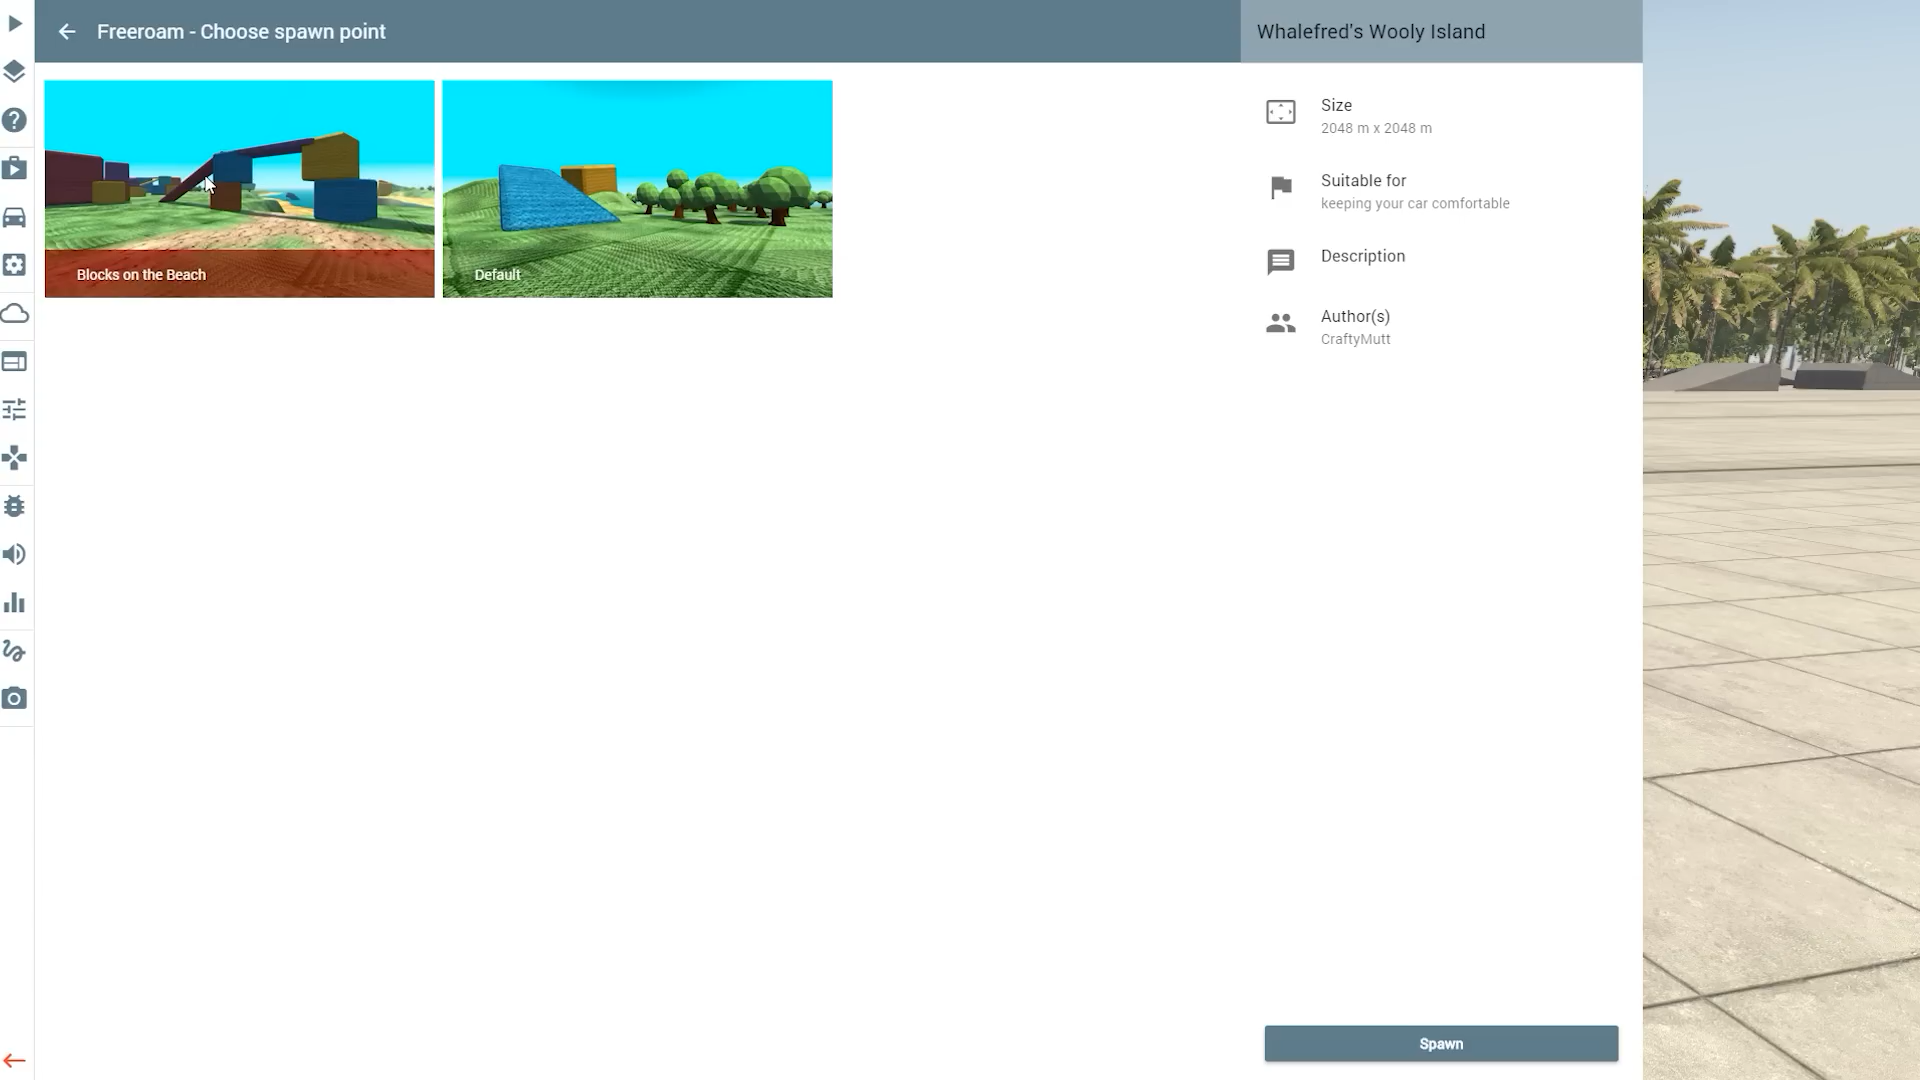 Freeroam - Choose spawn point
Whalefred's Wooly Island
Blocks on the Beach
Default
Size
2048 m x 2048 m
Suitable for
keeping your car comfortable
Description
Author(s)
CraftyMutt
Spawn